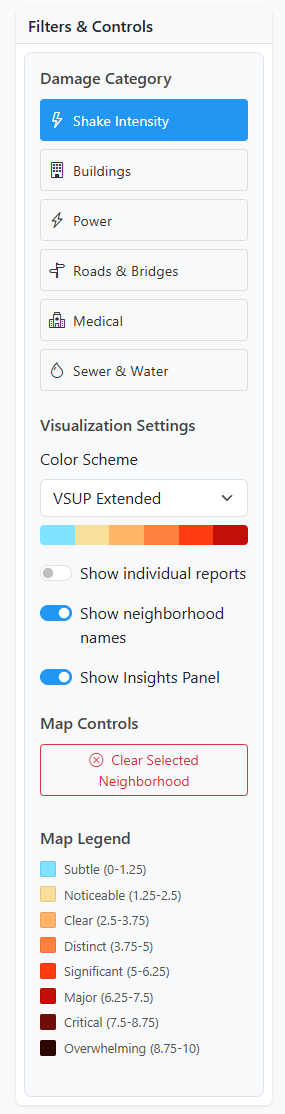 Filters & Controls
Damage Category
Shake Intensity
Buildings
Power
Roads & Bridges
Medical
Sewer & Water
Visualization Settings
Color Scheme
VSUP Extended
Show individual reports
Show neighborhood
names
Show Insights Panel
Map Controls
Clear Selected
Neighborhood
Map Legend
Subtle (0-1.25)
Noticeable (1.25-2.5)
Clear (2.5-3.75)
Distinct (3.75-5)
Significant (5-6.25)
Major (6.25-7.5)
Critical (7.5-8.75)
Overwhelming (8.75-10)